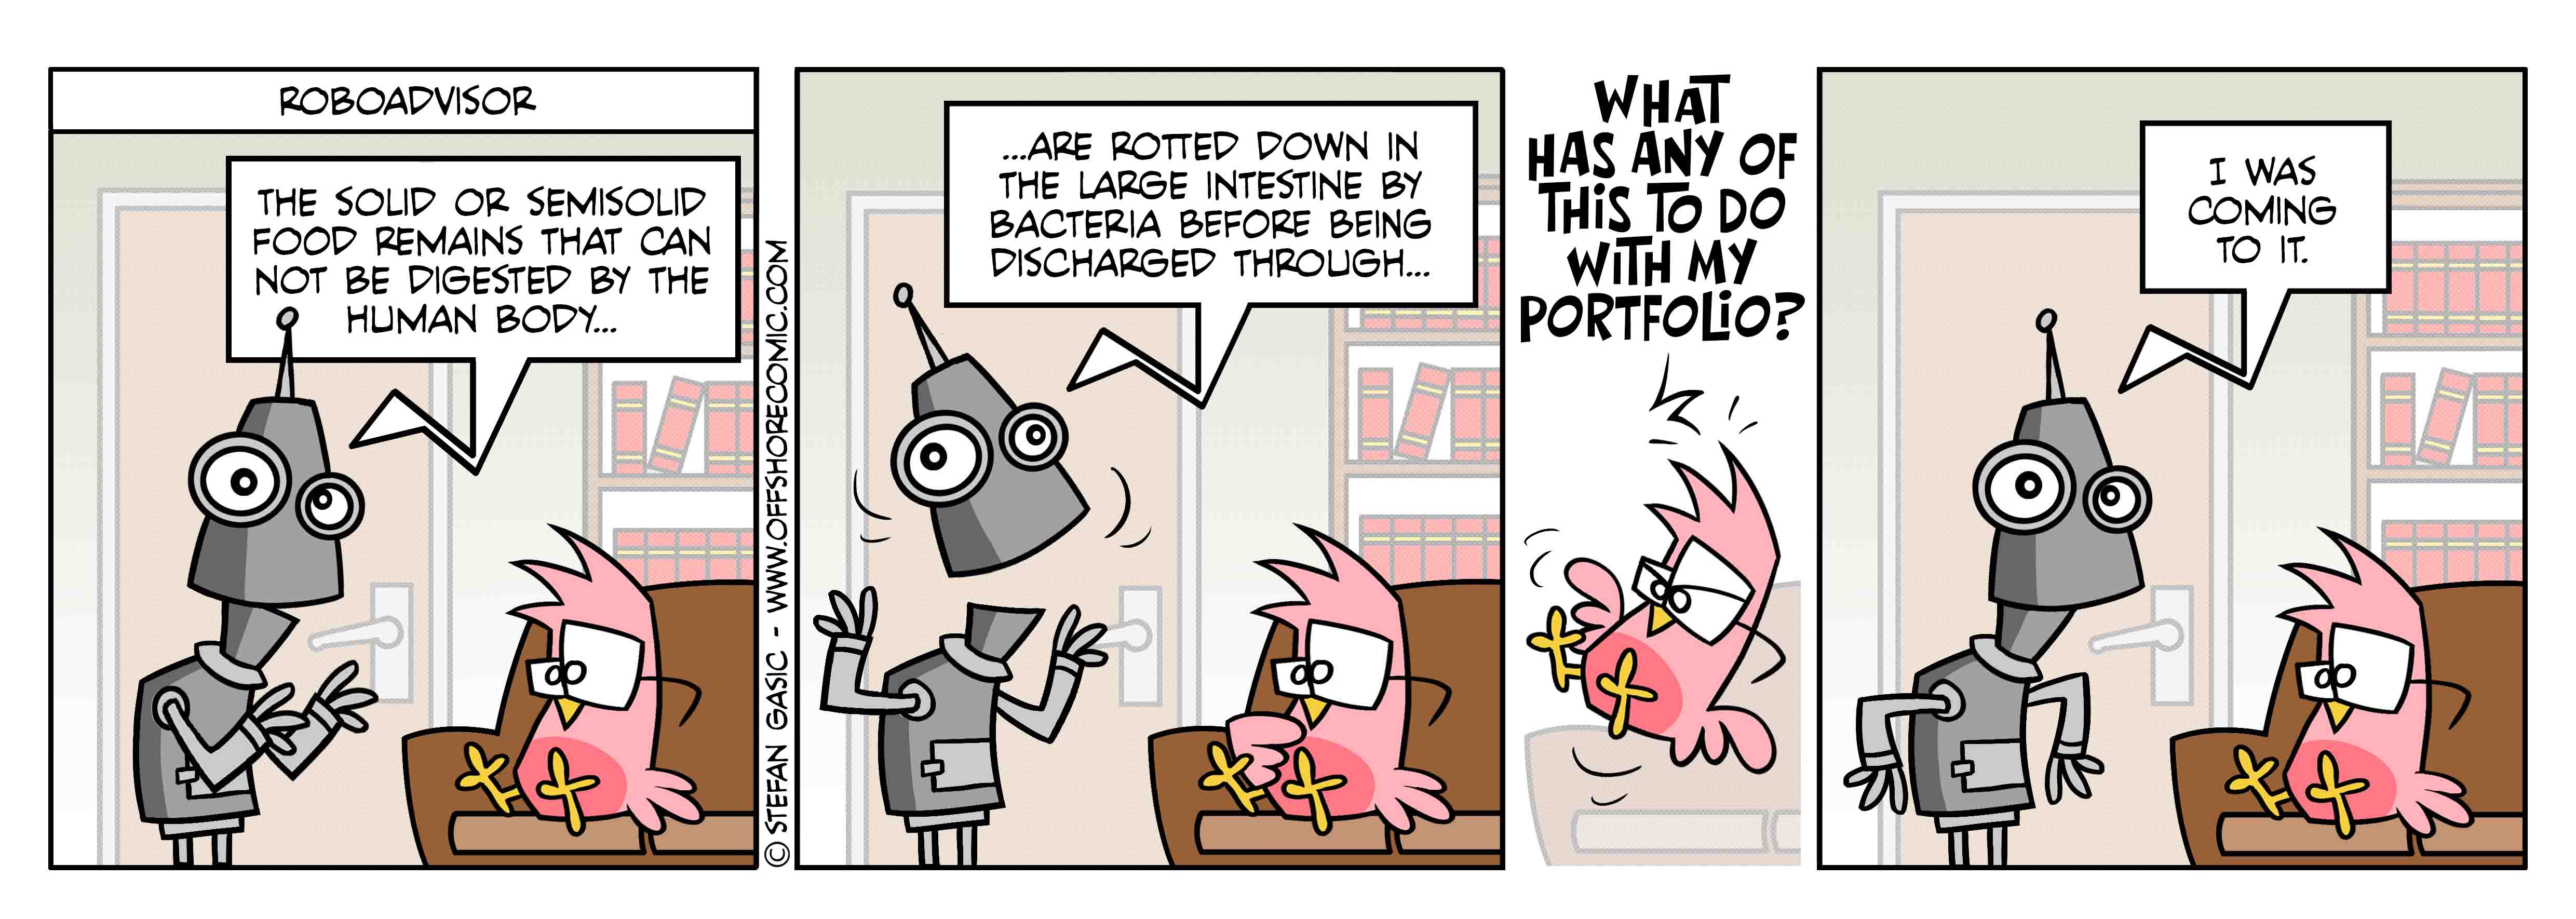 ROBOADVISOR
THE SOLID OR SEMISOLID
FOOD REMAINS THAT CAN
NOT BE DIGESTED BY THE
HUMAN BODY...
© STEFAN GASIC - WWW.OFFSHORECOMIC.COM
...ARE ROTTED DOWN IN
THE LARGE INTESTINE BY
BACTERIA BEFORE BEING
DISCHARGED THROUGH...
WHAT
HAS ANY OF
THiS TO DO
WiTH MY
PORTFOLiO?
I WAS
COMING
TO IT.